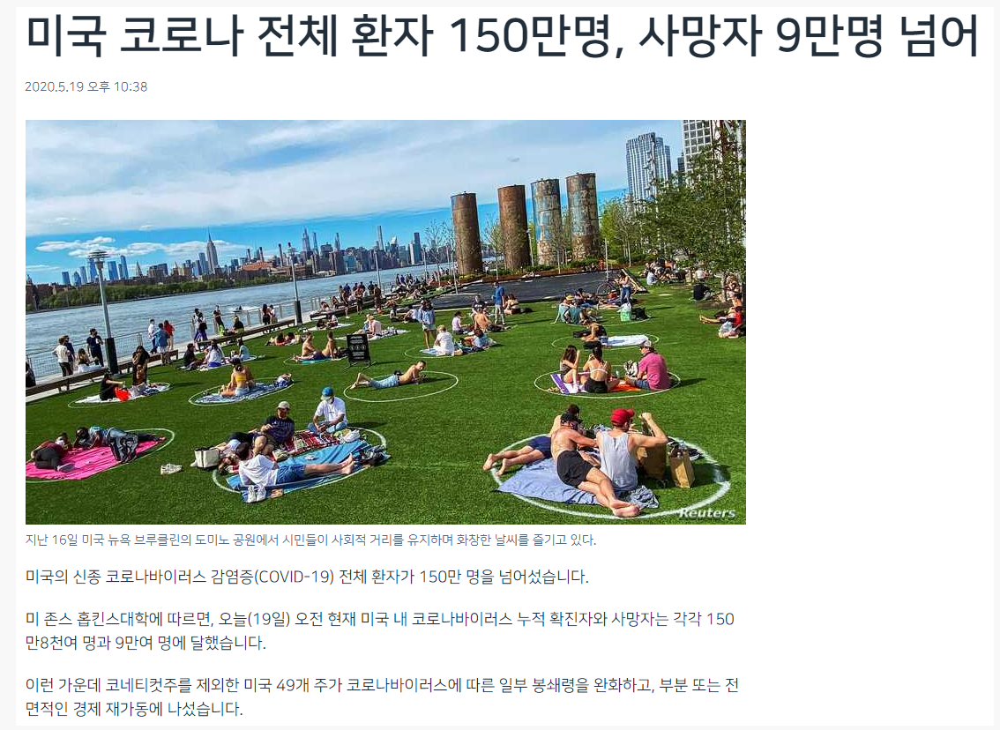 미국 코로나 전체 환자 150만명, 사망자 9만명 넘어
2020.5.19 오후 10:38
Reuters
지난 16일 미국 뉴욕 브루클린의 도미노 공원에서 시민들이 사회적 거리를 유지하며 화창한 날씨를 즐기고 있다.
미국의 신종 코로나바이러스 감염증(COVID-19) 전체 환자가 150만 명을 넘어섰습니다.
미 존스 홉킨스대학에 따르면, 오늘(19일) 오전 현재 미국 내 코로나바이러스 누적 확진자와 사망자는 각각 150
만8천여 명과 9만여 명에 달했습니다.
이런 가운데 코네티컷주를 제외한 미국 49개 주가 코로나바이러스에 따른 일부 봉쇄령을 완화하고, 부분 또는 전
면적인 경제 재가동에 나섰습니다.